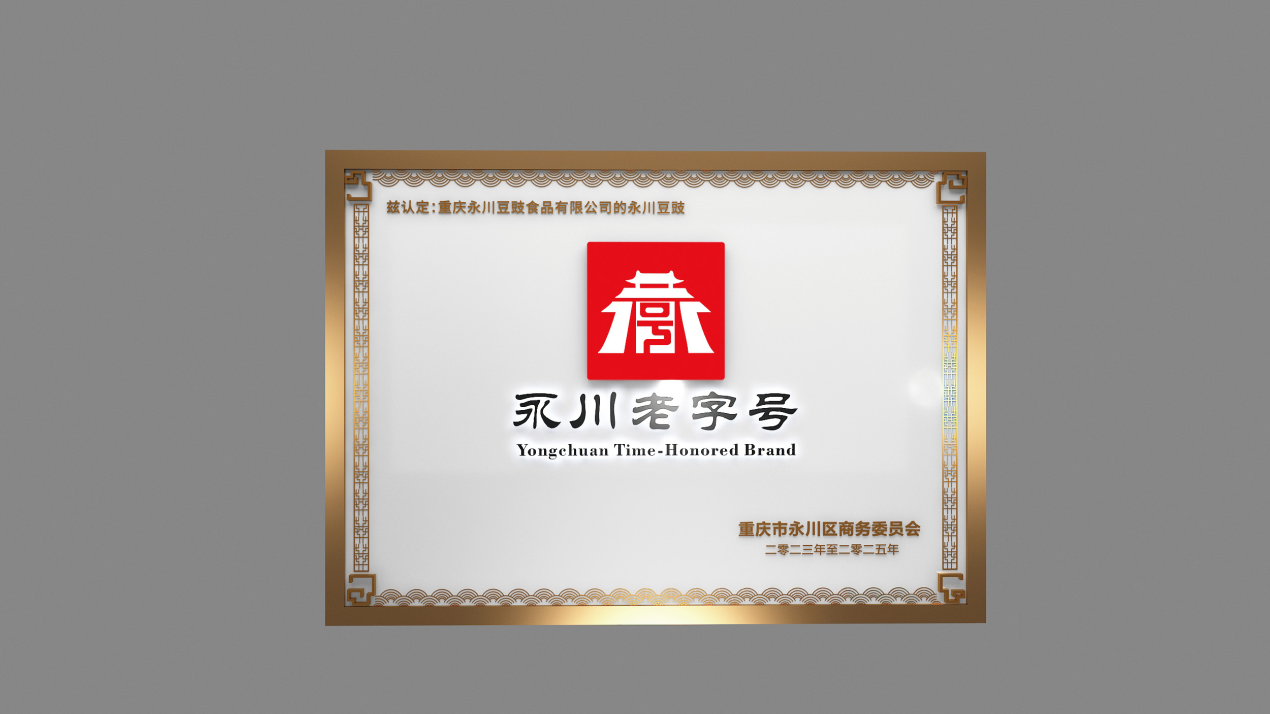 兹认定:重庆永川豆豉食品有限公司的永川豆豉
永川老字号
Yongchuan Time-Honored Brand
重庆市永川区商务委员会
二零二三年至二零二五年